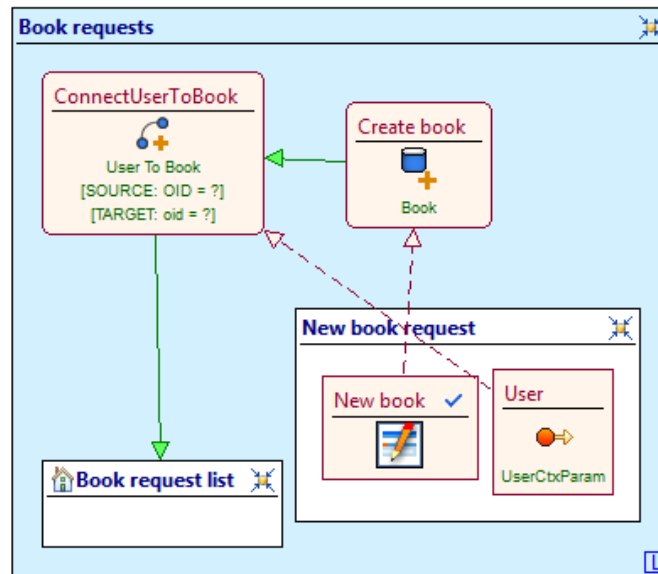 Book requests
ConnectUserToBook
User To Book
[SOURCE: OID = ?]
[TARGET: oid = ?]
Create book
Book
New book request
New book
User
UserCtxParam
Book request list
L